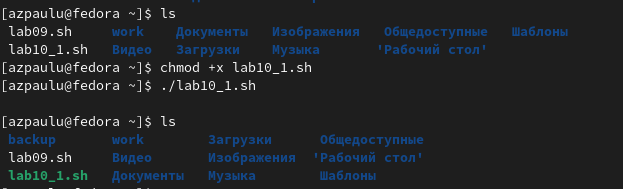 [azpaulu@fedora ~]$ ls
lab09.sh work Документы Изображения Общедоступные Шаблоны
lab10_1.sh Видео Загрузки Музыка 'Рабочий стол'
[azpaulu@fedora ~]$ chmod +x lab10_1.sh
[azpaulu@fedora ~]$ ./lab10_1.sh
[azpaulu@fedora ~]$ ls
backup work Загрузки Общедоступные
lab09.sh Видео Изображения 'Рабочий стол'
lab10_1.sh Документы Музыка Шаблоны